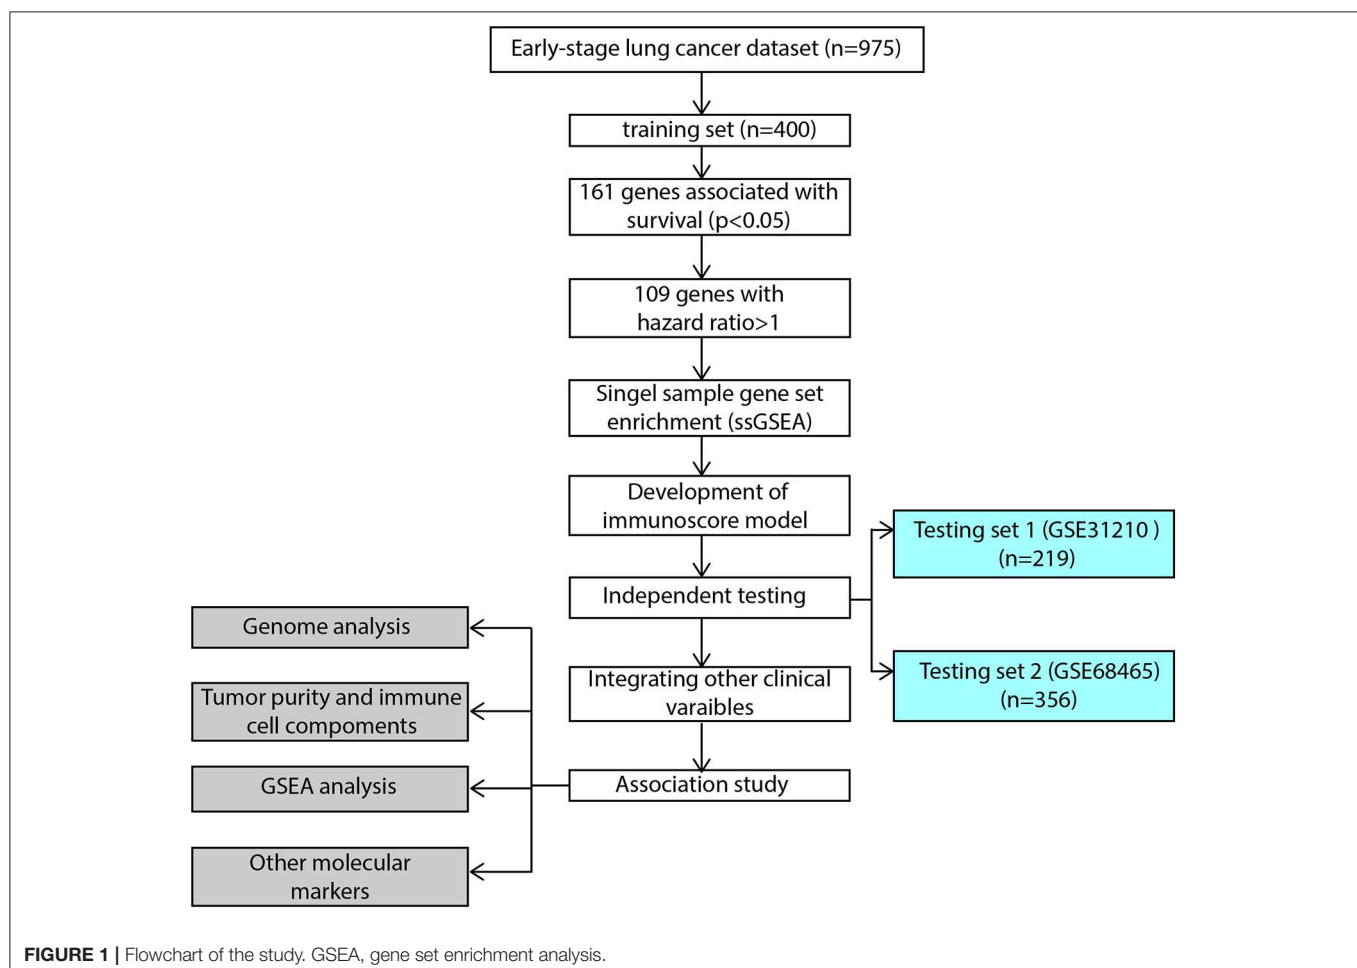 Early-stage lung cancer dataset (n=975)
training set (n=400)
161 genes associated with
survival (p<0.05)
109 genes with
hazard ratio>1
Singel sample gene set
enrichment (ssGSEA)
Development of
immunoscore model
Independent testing
Testing set 1 (GSE31210 )
(n=219)
Testing set 2 (GSE68465)
(n=356)
Integrating other clinical
varaibles
Association study
Genome analysis
Tumor purity and immune
cell compoments
GSEA analysis
Other molecular
markers
FIGURE 1 | Flowchart of the study. GSEA, gene set enrichment analysis.